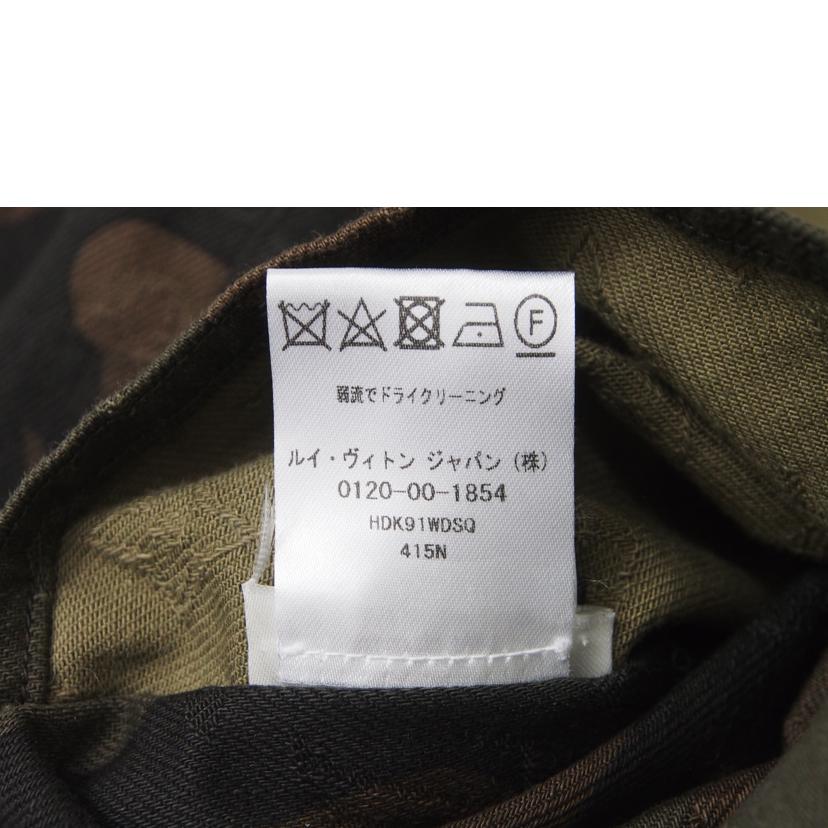 F
弱流でドライクリーニング
ルイ・ヴィトン ジャパン (株)
0120-00-1854
HDK91WDSQ
415N